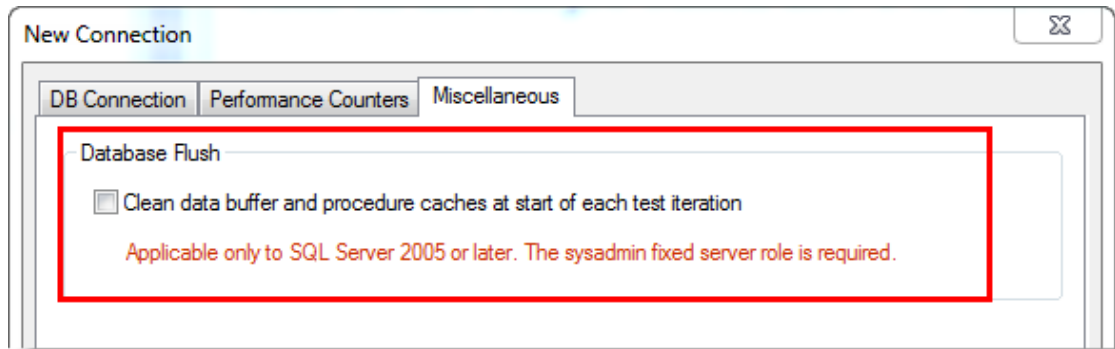 New Connection
DB Connection
Performance Counters
Miscellaneous
Database Flush
Clean data buffer and procedure caches at start of each test iteration
Applicable only to SQL Server 2005 or later. The sysadmin fixed server role is required.